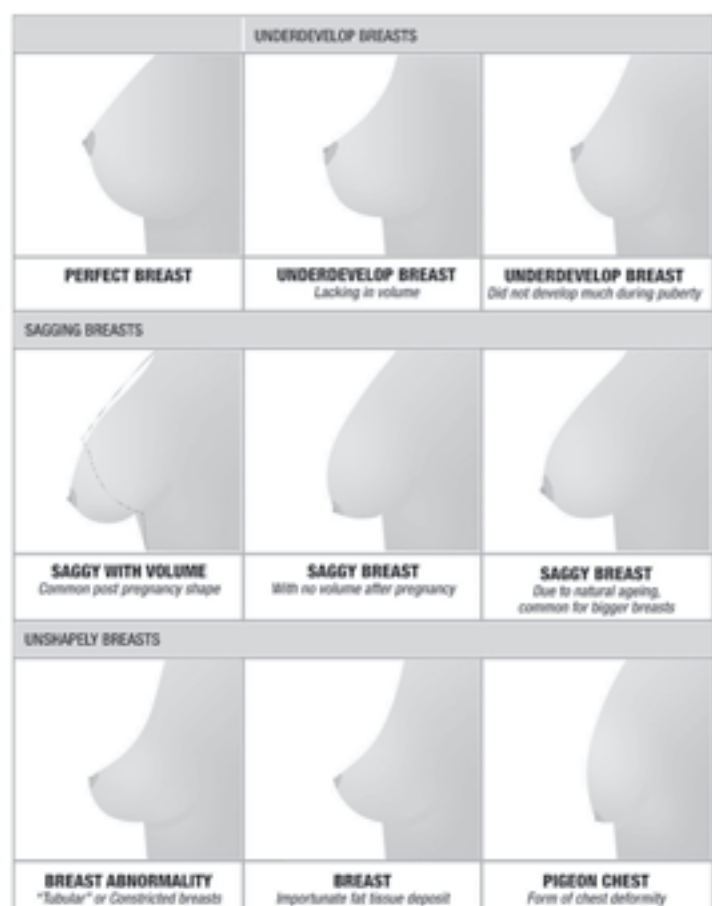 UNDERDEVELOP BREASTS
PERFECT BREAST
UNDERDEVELOP BREAST
Lacking in volume
UNDERDEVELOP BREAST
Did not develop much during puberty
SAGGING BREASTS
SAGGY WITH VOLUME
Common post pregnancy shape
SAGGY BREAST
With no volume after pregnancy
SAGGY BREAST
Due to natural ageing,
common for bigger breasts
UNSHAPELY BREASTS
BREAST ABNORMALITY
"Tubular" or Constricted breasts
BREAST
Importunate fat tissue deposit
PIGEON CHEST
Form of chest deformity